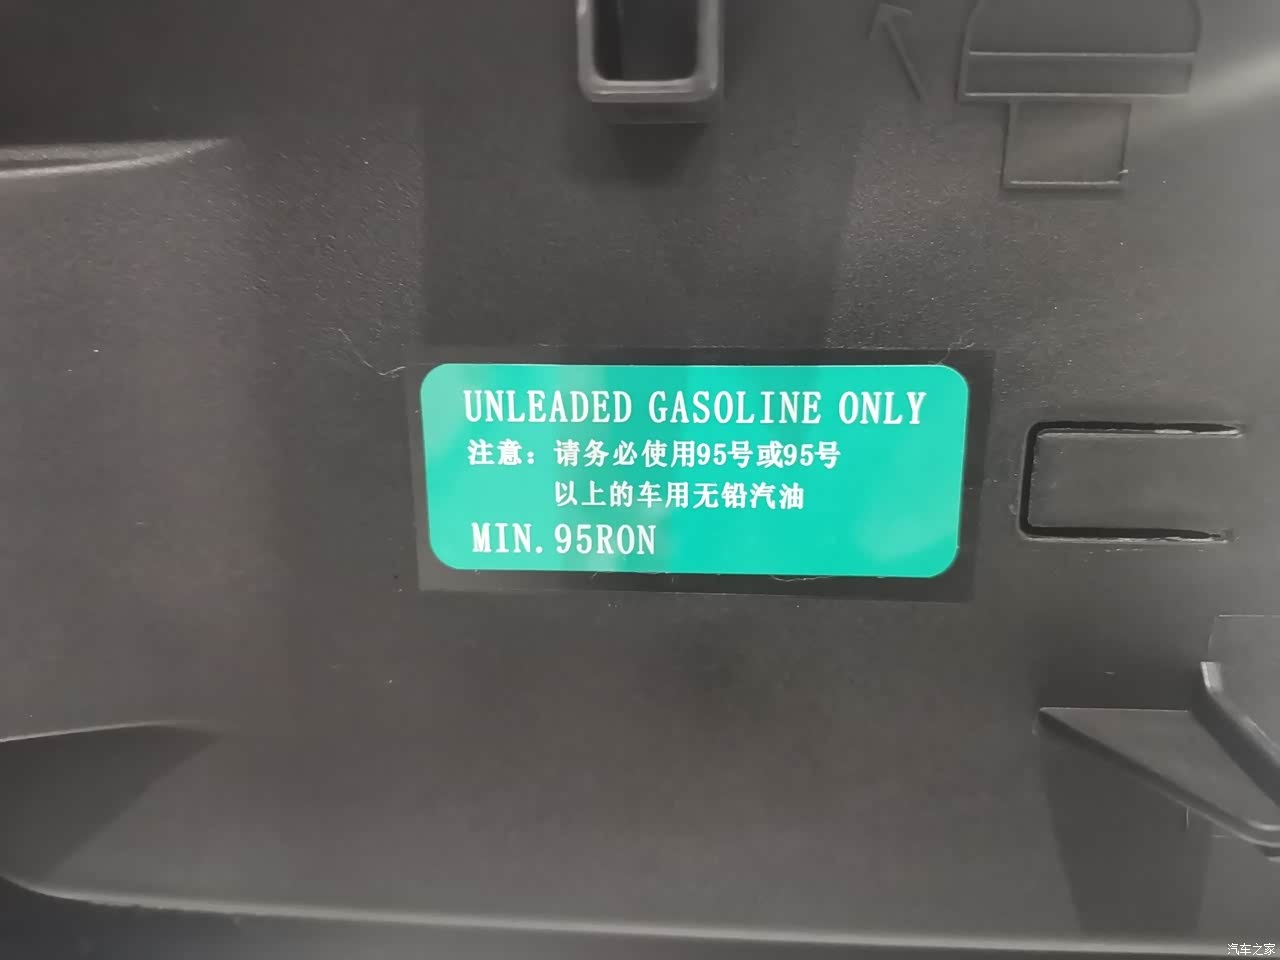 UNLEADED GASOLINE ONLY
注意：请务必使用95号或95号
以上的车用无铅汽油
MIN. 95RON
汽车之家